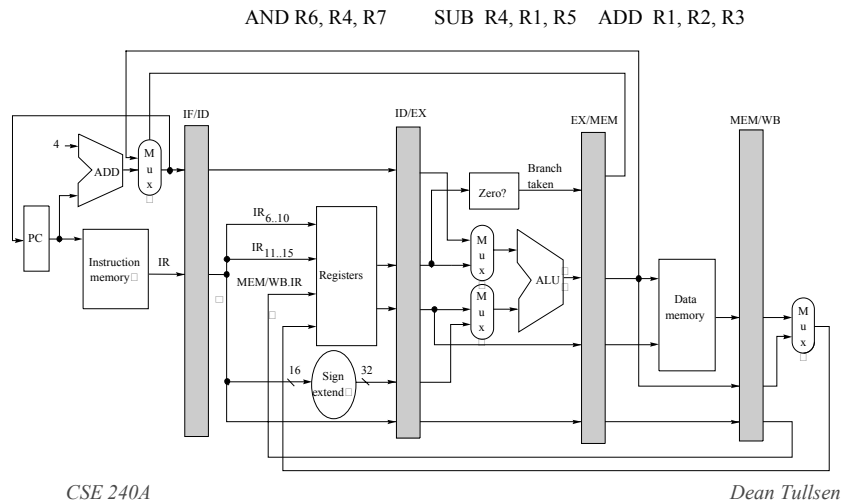 AND R6, R4, R7 SUB R4, R1, R5 ADD R1, R2, R3
IF/ID
ID/EX
EX/MEM
MEM/WB
4
ADD
M
u
x
Branch
taken
Zero?
PC
Instruction
memory
IR
IR6..10
IR11..15
MEM/WB.IR
Registers
M
u
x
ALU
M
u
x
Data
memory
M
u
x
16
Sign
extend
32
CSE 240A
Dean Tullsen